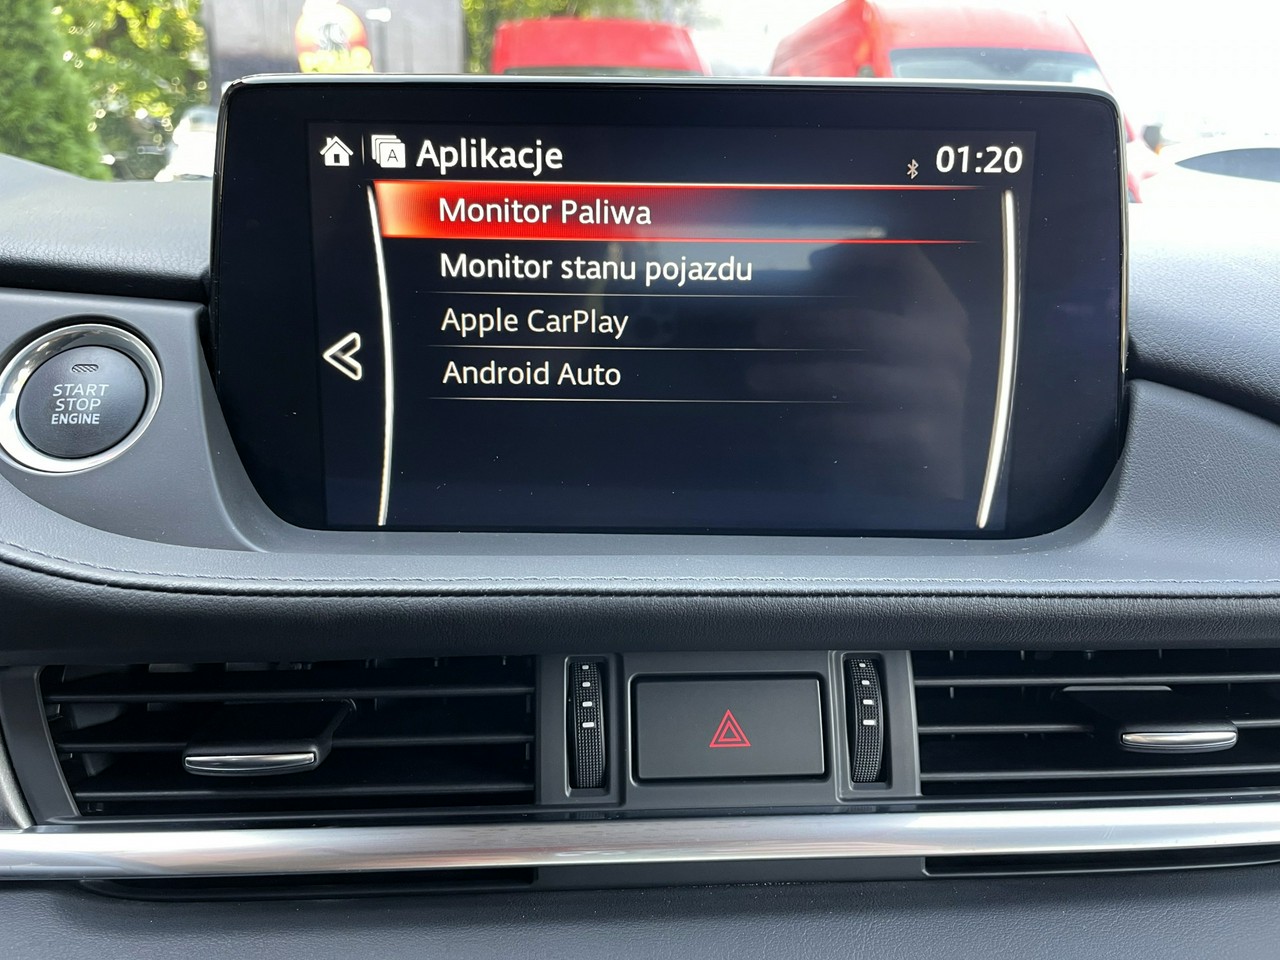 Aplikacje
01:20
Monitor Paliwa
Monitor stanu pojazdu
Apple CarPlay
Android Auto
START
STOP
ENGINE